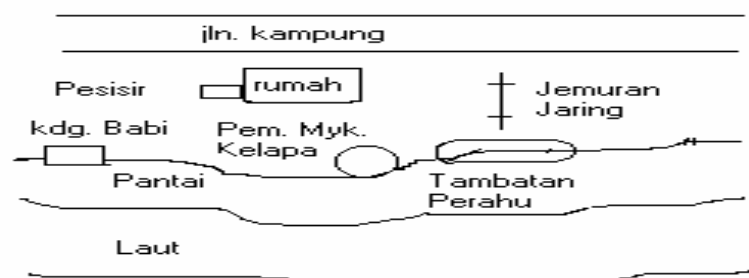 jln. kampung
Pesisir
rumah
Jemuran
Jaring
kdg. Babi
Pem. Myk.
Kelapa
Pantai
Tambatan
Perahu
Laut